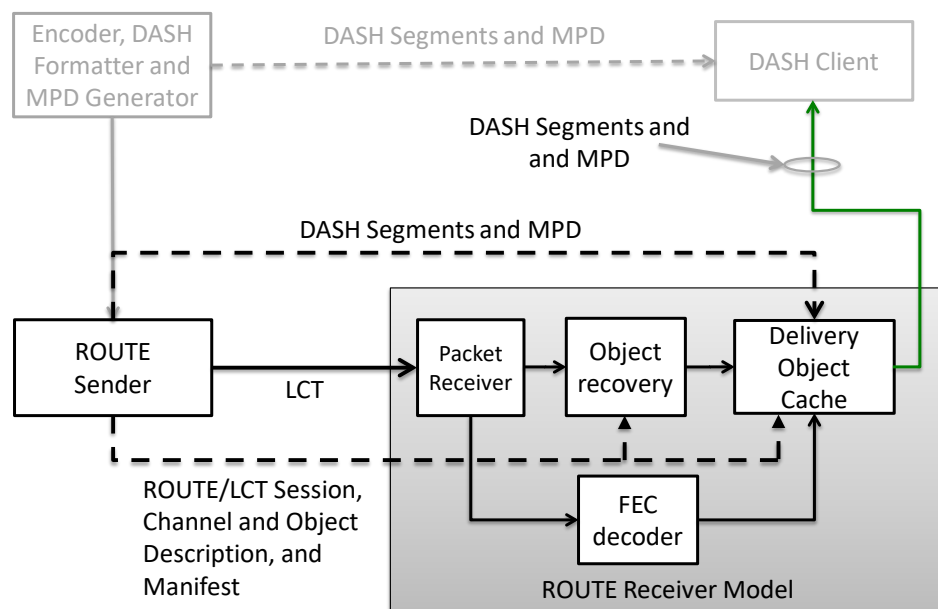 Encoder, DASH
Formatter and
MPD Generator
DASH Segments and MPD
DASH Client
DASH Segments and
and MPD
DASH Segments and MPD
ROUTE
Sender
LCT
Packet
Receiver
Object
recovery
Delivery
Object
Cache
ROUTE/LCT Session,
Channel and Object
Description, and
Manifest
FEC
decoder
ROUTE Receiver Model